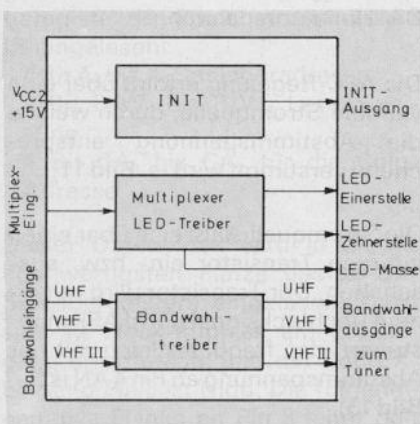 VCC2
+15V
INIT
INIT-
Ausgang
Multiplex
Eing
Multiplexer
LED-Treiber
LED-
Einerstelle
LED-
Zehnerstelle
LED-Masse
Bandwahleingänge
UHF
VHF I
VHF III
Bandwahl-
treiber
UHF
VHF I
VHF III
Bandwahl-
ausgänge
zum
Tuner